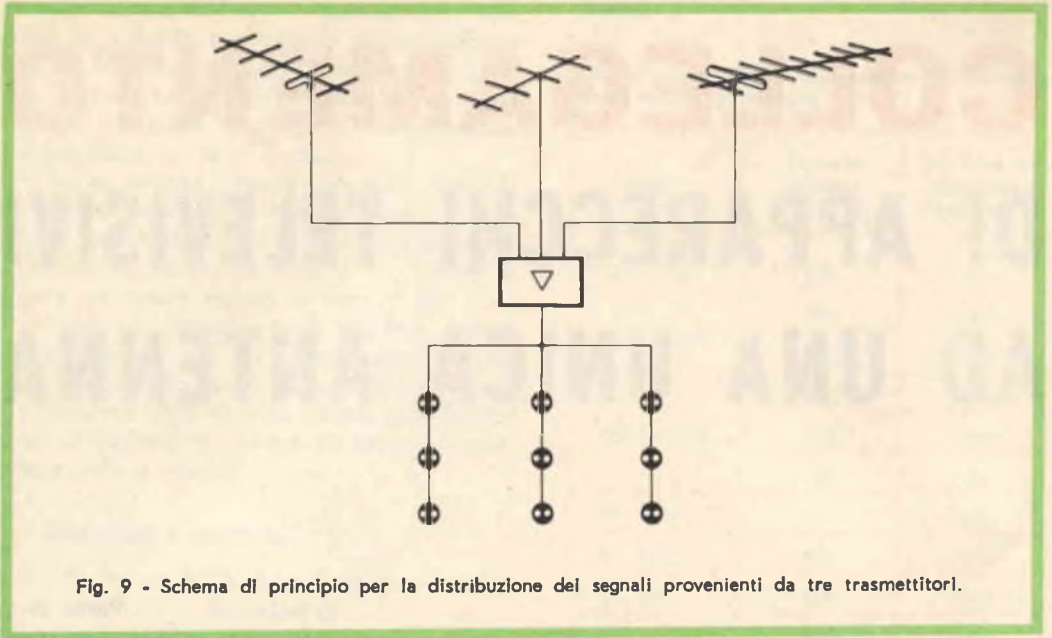 Fig. 9 - Schema di principio per la distribuzione dei segnali provenienti da tre trasmettitori.